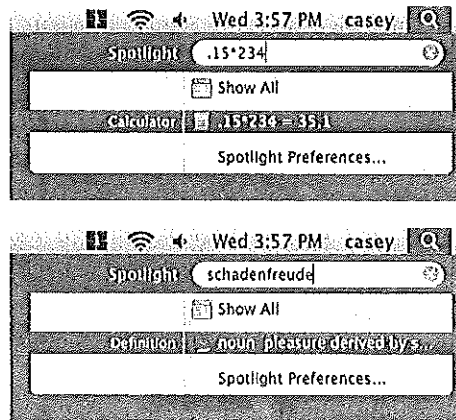 Wed 3:57 PM casey
Spotlight .15*234
Show All
Calculator .15*234 = 35.1
Spotlight Preferences...
Wed 3:57 PM casey
Spotlight schadenfreude
Show All
Definition noun pleasure derived by s...
Spotlight Preferences...